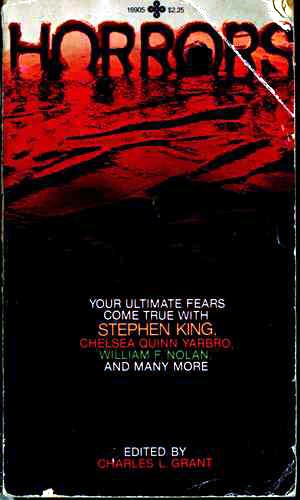 16905 $2.25
HORRORS
YOUR ULTIMATE FEARS
COME TRUE WITH
STEPHEN KING,
CHELSEA QUINN YARBRO,
WILLIAM F. NOLAN,
AND MANY MORE
EDITED BY
CHARLES L. GRANT